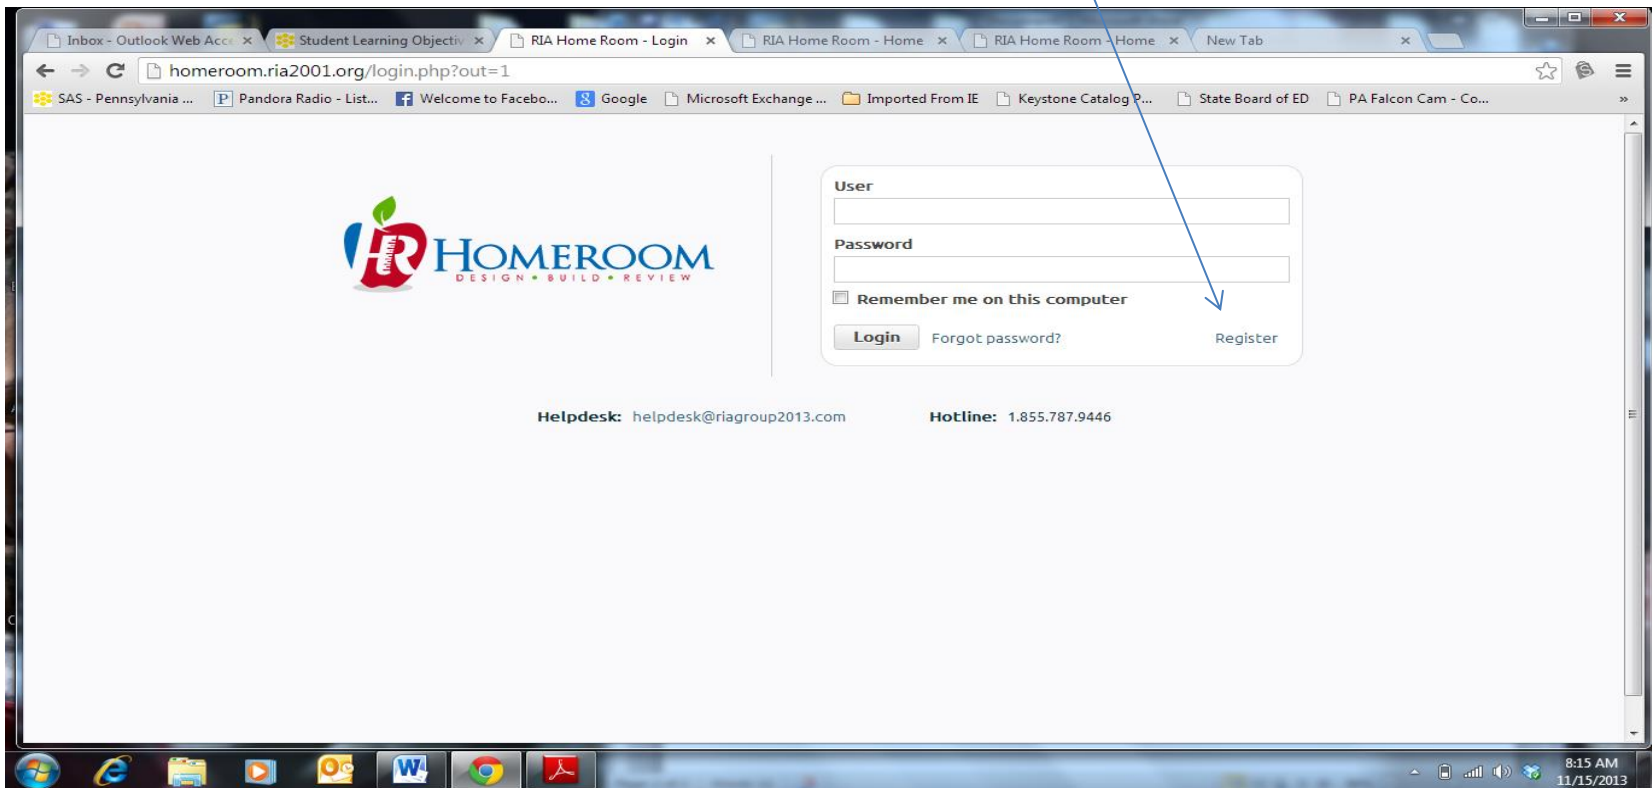 Inbox - Outlook Web Acce
Student Learning Objectiv
RIA Home Room - Login
RIA Home Room - Home
RIA Home Room - Home
New Tab
homeroom.ria2001.org/login.php?out=1
SAS - Pennsylvania ...
Pandora Radio - List...
Welcome to Facebo...
Google
Microsoft Exchange ...
Imported From IE
Keystone Catalog P...
State Board of ED
PA Falcon Cam - Co...
»
HR HOMEROOM
DESIGN • BUILD • REVIEW
User
Password
Remember me on this computer
Login Forgot password? Register
Helpdesk: helpdesk@riagroup2013.com Hotline: 1.855.787.9446
8:15 AM
11/15/2013